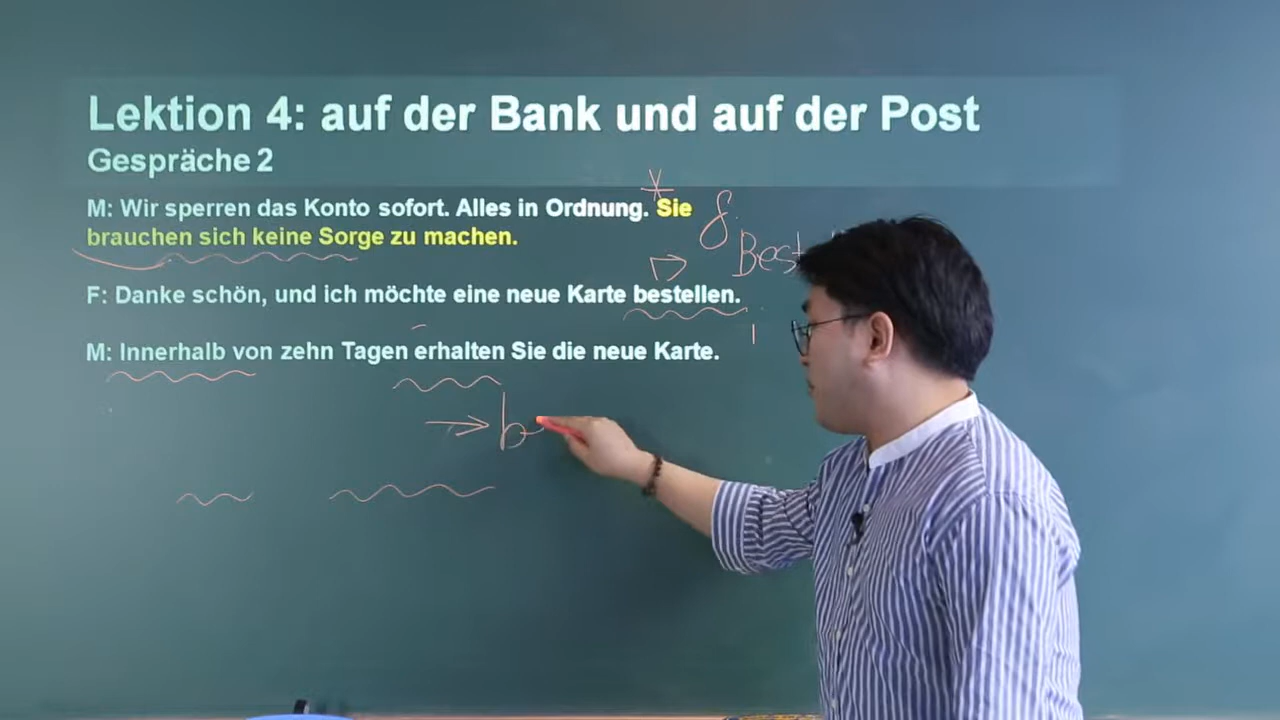 Lektion 4: auf der Bank und auf der Post
Gespräche 2
M: Wir sperren das Konto sofort. Alles in Ordnung. Sie
brauchen sich keine Sorge zu machen.
F: Danke schön, und ich möchte eine neue Karte bestellen.
M: Innerhalb von zehn Tagen erhalten Sie die neue Karte.